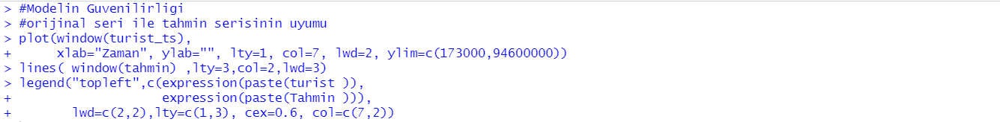 > #Modelin Guvenilirligi
> #orijinal seri ile tahmin serisinin uyumu
> plot(window(turist_ts),
+      xlab="Zaman", ylab="", lty=1, col=7, lwd=2, ylim=c(173000,94600000))
> lines( window(tahmin) ,lty=3,col=2,lwd=3)
> legend("topleft",c(expression(paste(turist )),
+                    expression(paste(Tahmin ))),
+        lwd=c(2,2),lty=c(1,3), cex=0.6, col=c(7,2))